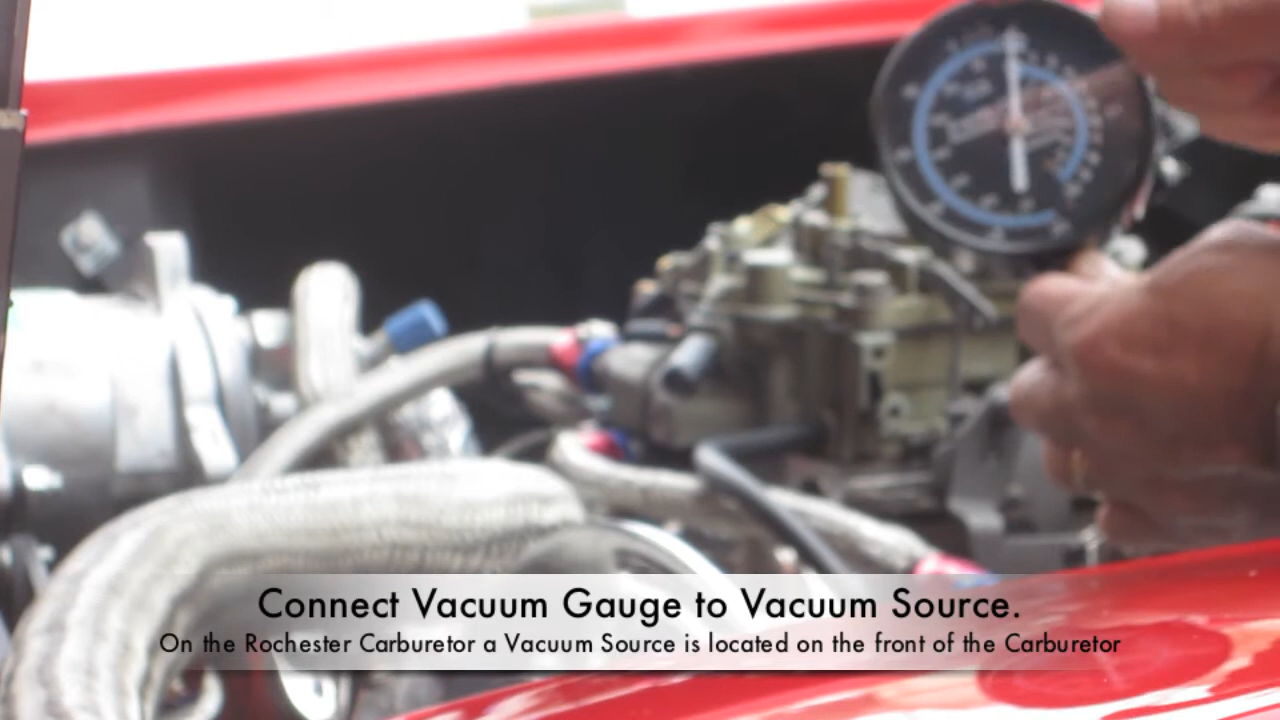 Connect Vacuum Gauge to Vacuum Source.
On the Rochester Carburetor a Vacuum Source is located on the front of the Carburetor